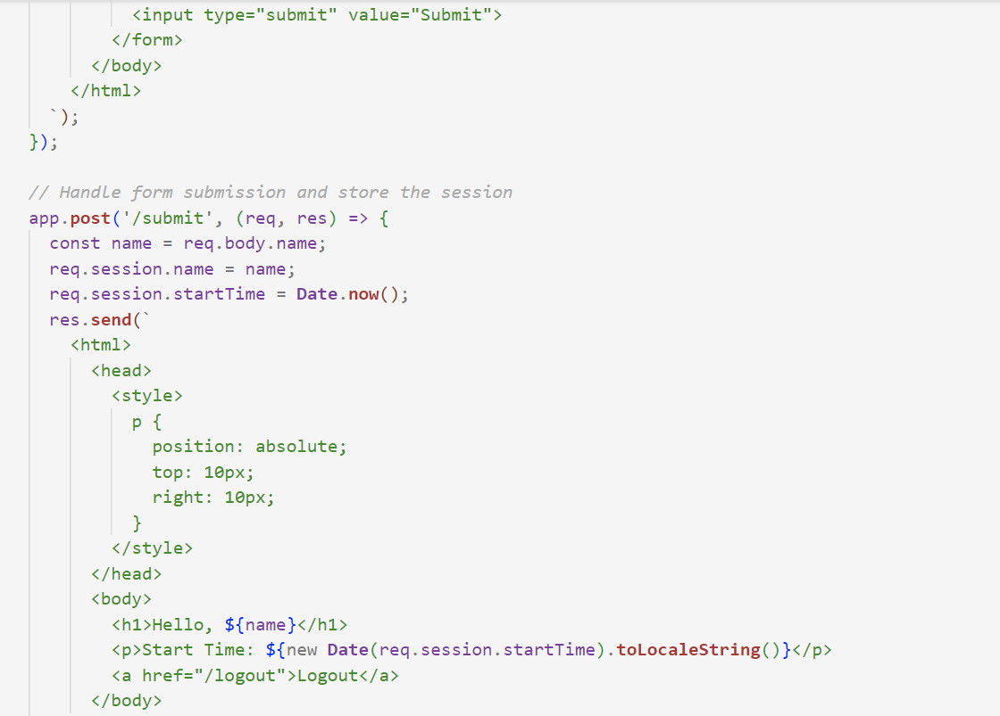 <input type="submit" value="Submit">
</form>
</body>
</html>
`);
});
// Handle form submission and store the session
app.post('/submit', (req, res) => {
const name = req.body.name;
req.session.name = name;
req.session.startTime = Date.now();
res.send(`
<html>
<head>
<style>
p {
position: absolute;
top: 10px;
right: 10px;
}
</style>
</head>
<body>
<h1>Hello, ${name}</h1>
<p>Start Time: ${new Date(req.session.startTime).toLocaleString()}</p>
<a href="/logout">Logout</a>
</body>